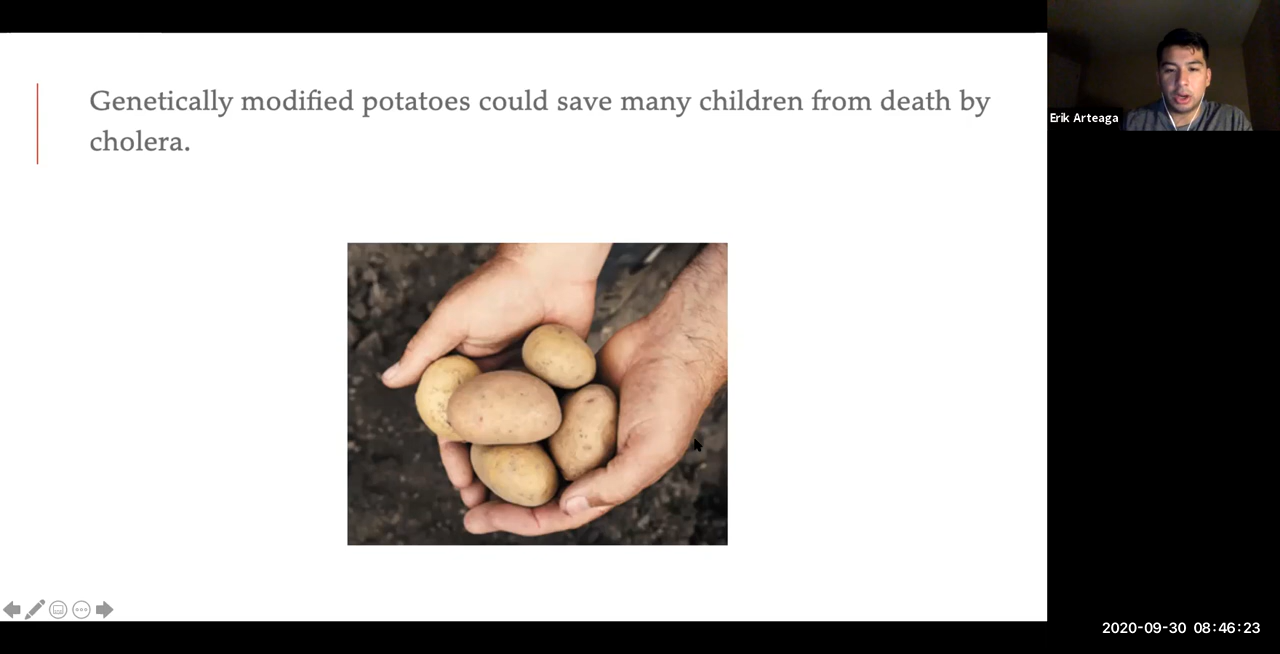 Genetically modified potatoes could save many children from death by
cholera.
Erik Arteaga
2020-09-30 08:46:23